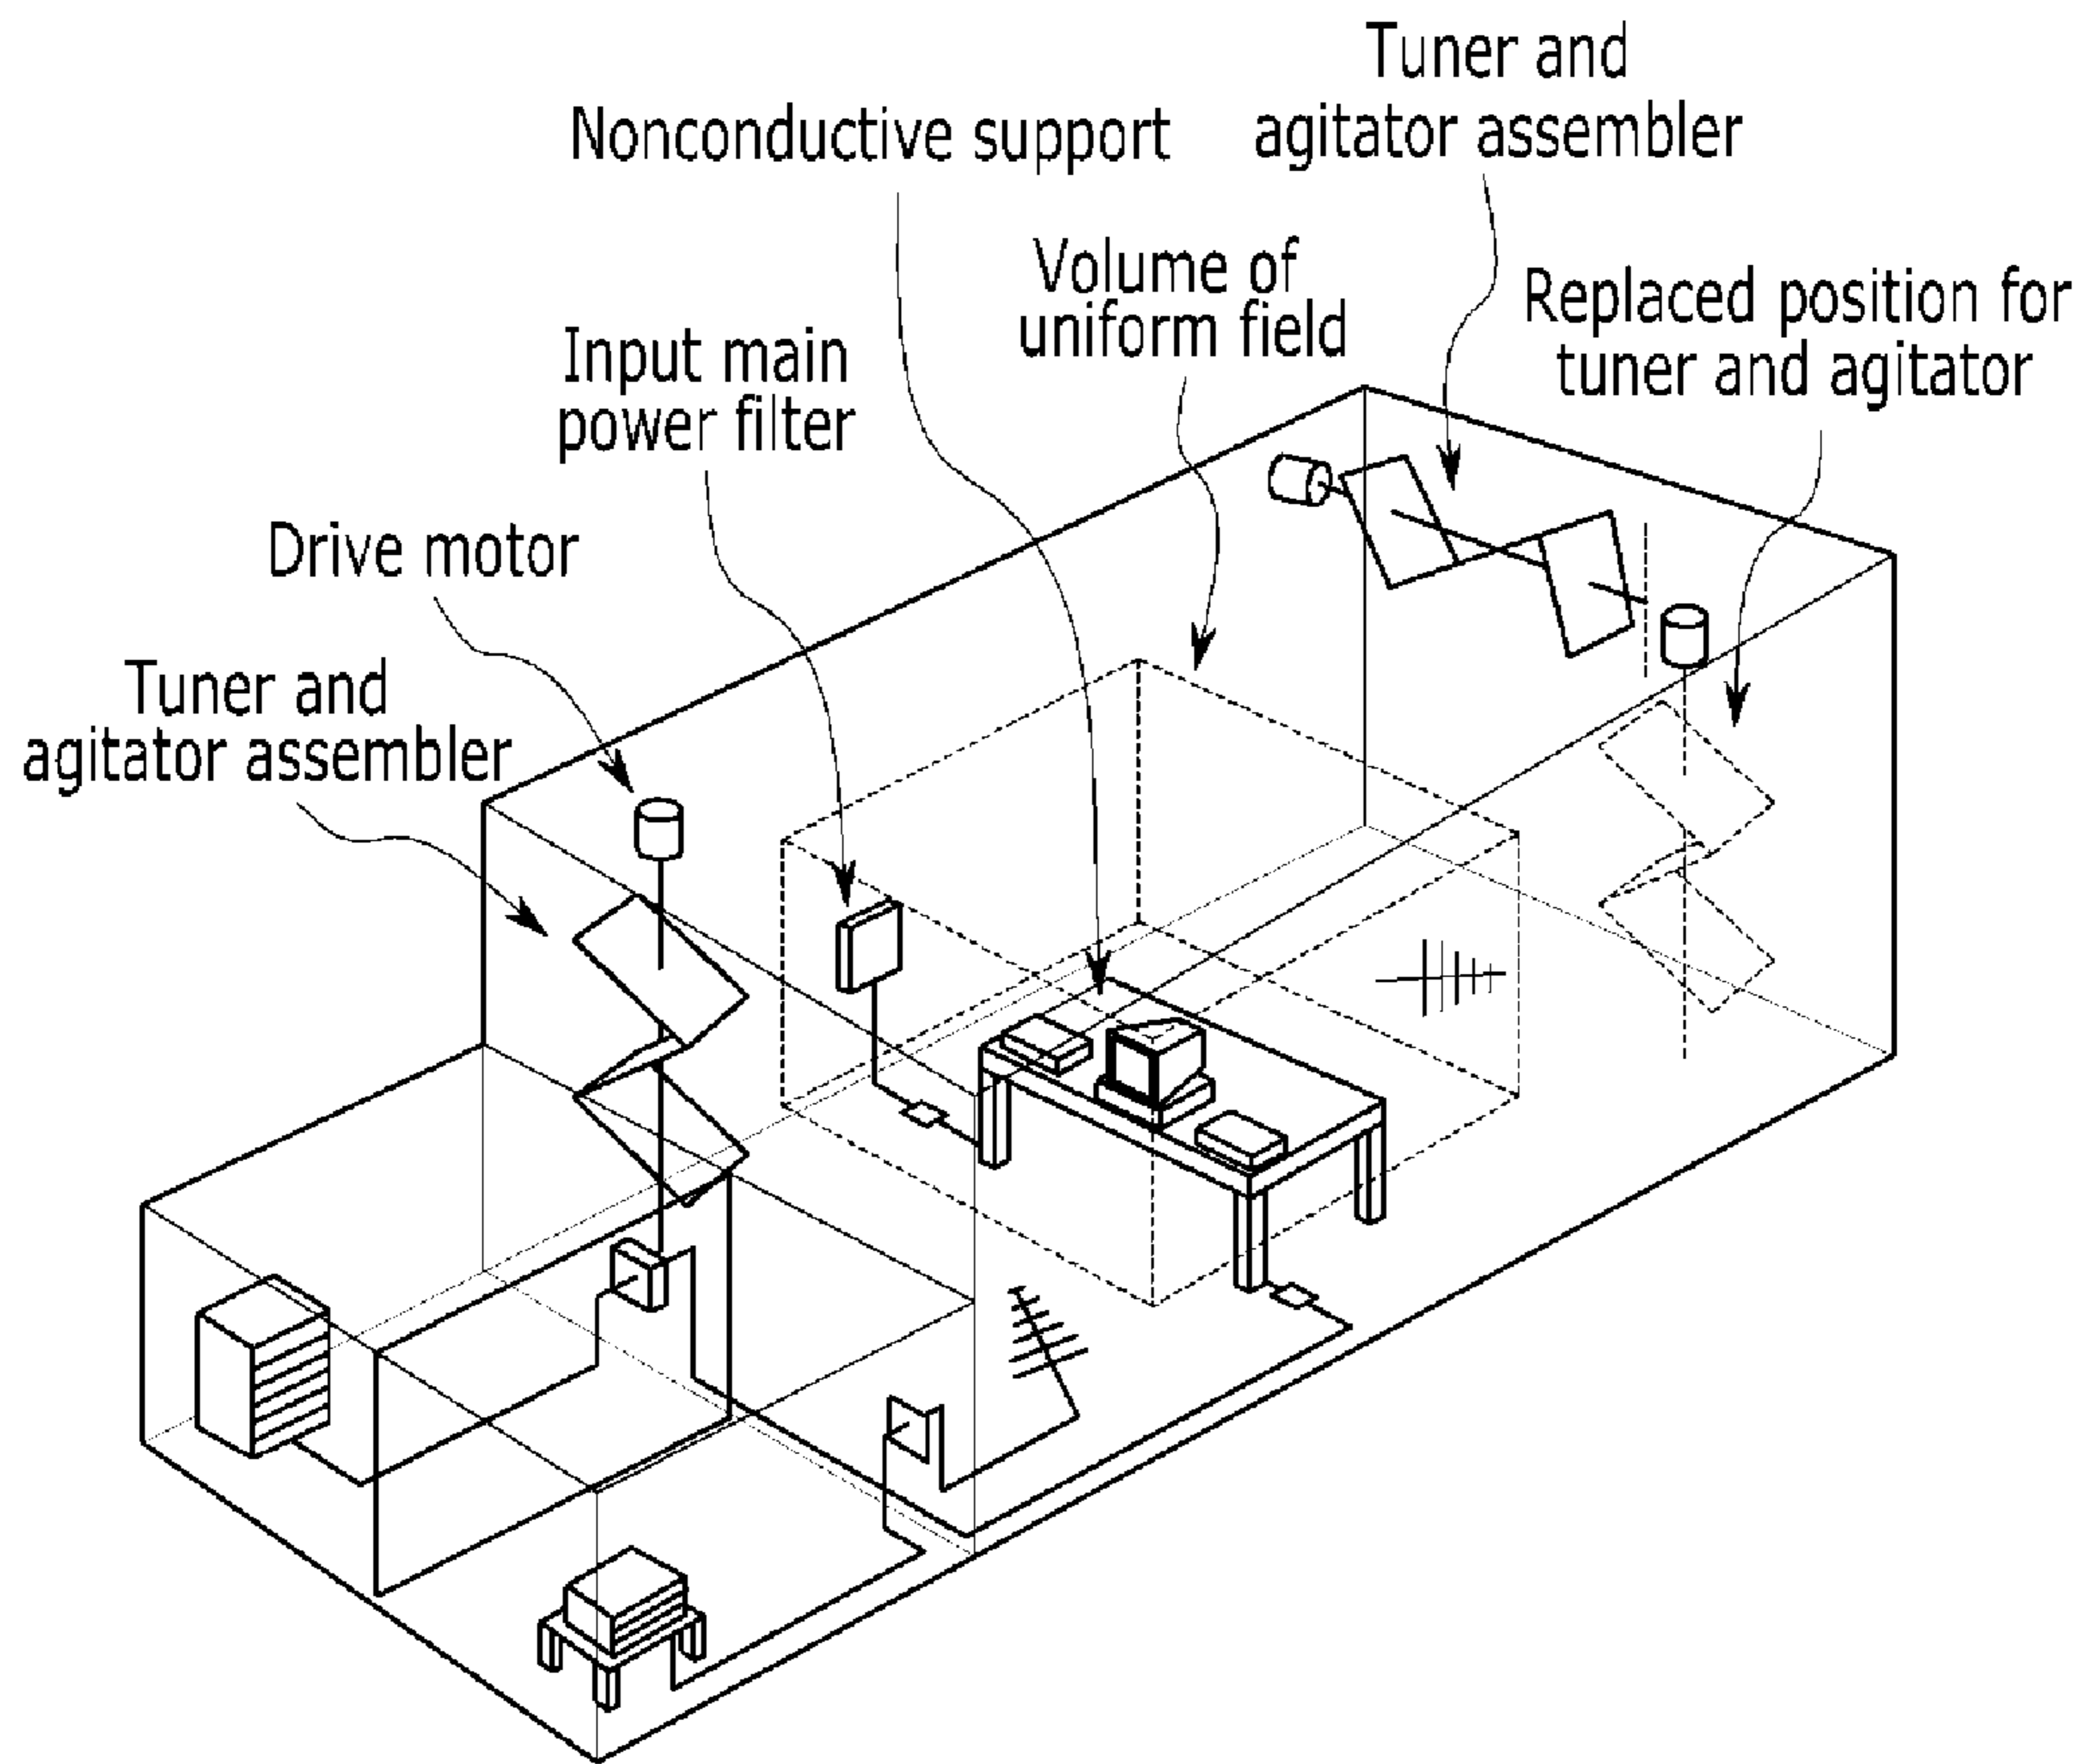 Tuner and
agitator assembler
Nonconductive support
Volume of
uniform field
Replaced position for
tuner and agitator
Input main
power filter
Drive motor
Tuner and
agitator assembler